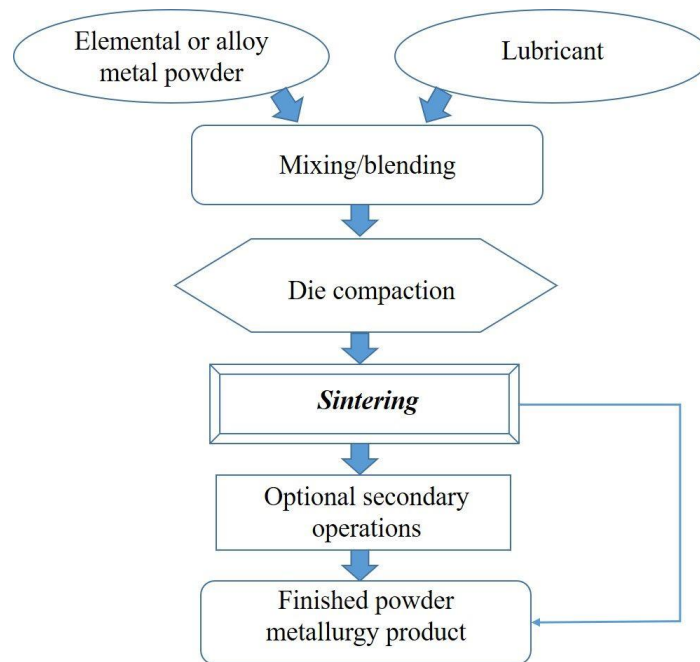 Elemental or alloy
metal powder
Lubricant
Mixing/blending
Die compaction
Sintering
Optional secondary
operations
Finished powder
metallurgy product